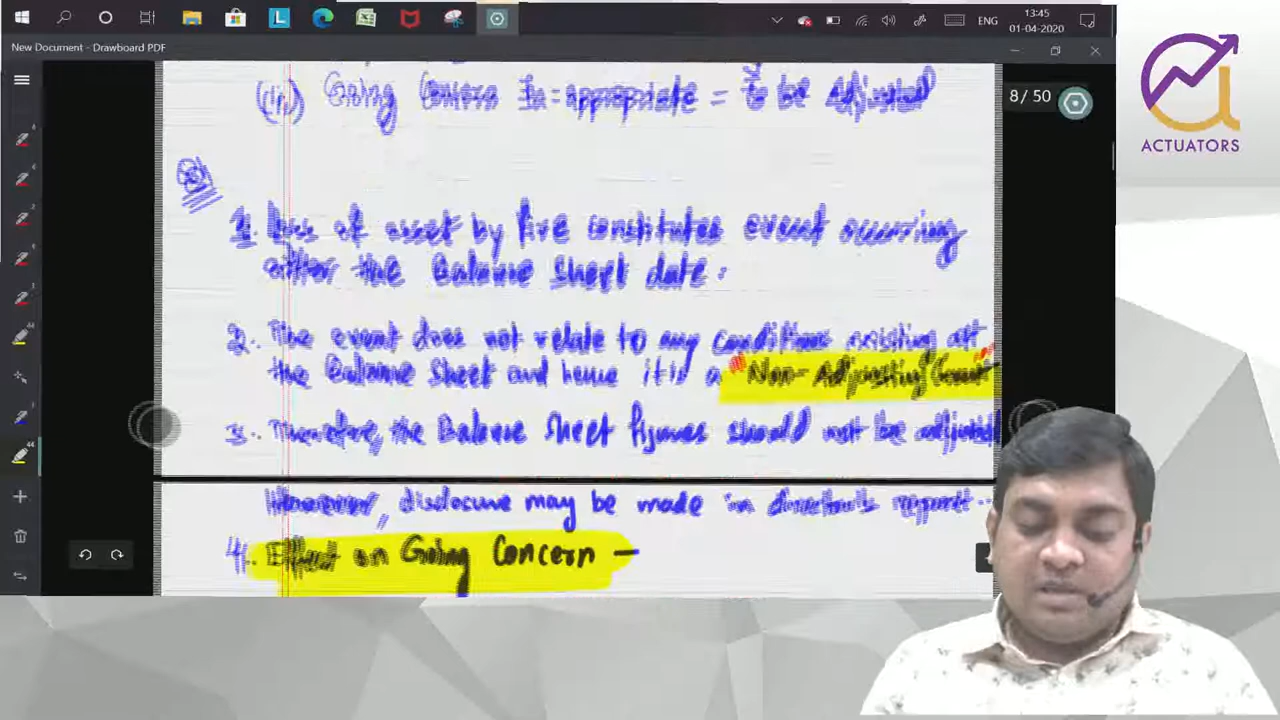 13:45
ENG
01-04-2020
New Document - Drawboard PDF
8 / 50
ACTUATORS
Going Concern In-appropriate = to be Adjusted
1. Loss of asset by fire constitutes event occurring
after the Balance Sheet date.
2. The event does not relate to any conditions existing at
the Balance Sheet and hence it is a Non-Adjusting Event
3. Therefore, the Balance Sheet figures should not be adjusted
However, disclosure may be made in directors report..
4. Effect on Going Concern —